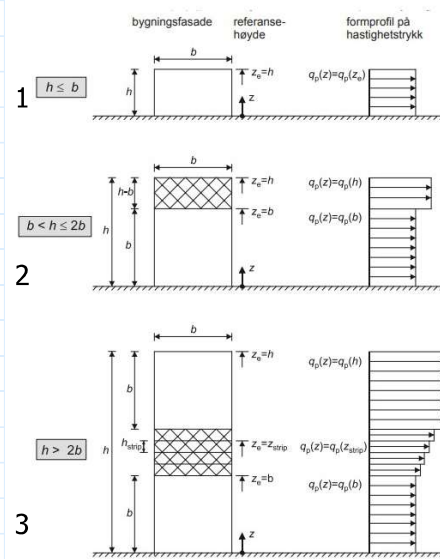 bygningsfasade referanse-
høyde formprofil på
hastighetstrykk
1
h ≤ b
b
h
z_e=h
z
q_p(z)=q_p(z_e)
2
b < h ≤ 2b
b
h-b
h
b
z_e=h
z_e=b
z
q_p(z)=q_p(h)
q_p(z)=q_p(b)
3
h > 2b
b
h
b
h_strip
b
z_e=h
z_e=z_strip
z_e=b
z
q_p(z)=q_p(h)
q_p(z)=q_p(z_strip)
q_p(z)=q_p(b)